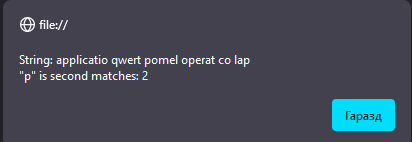 file://
String: applicatio qwert pomel operat co lap
"p" is second matches: 2
Гаразд